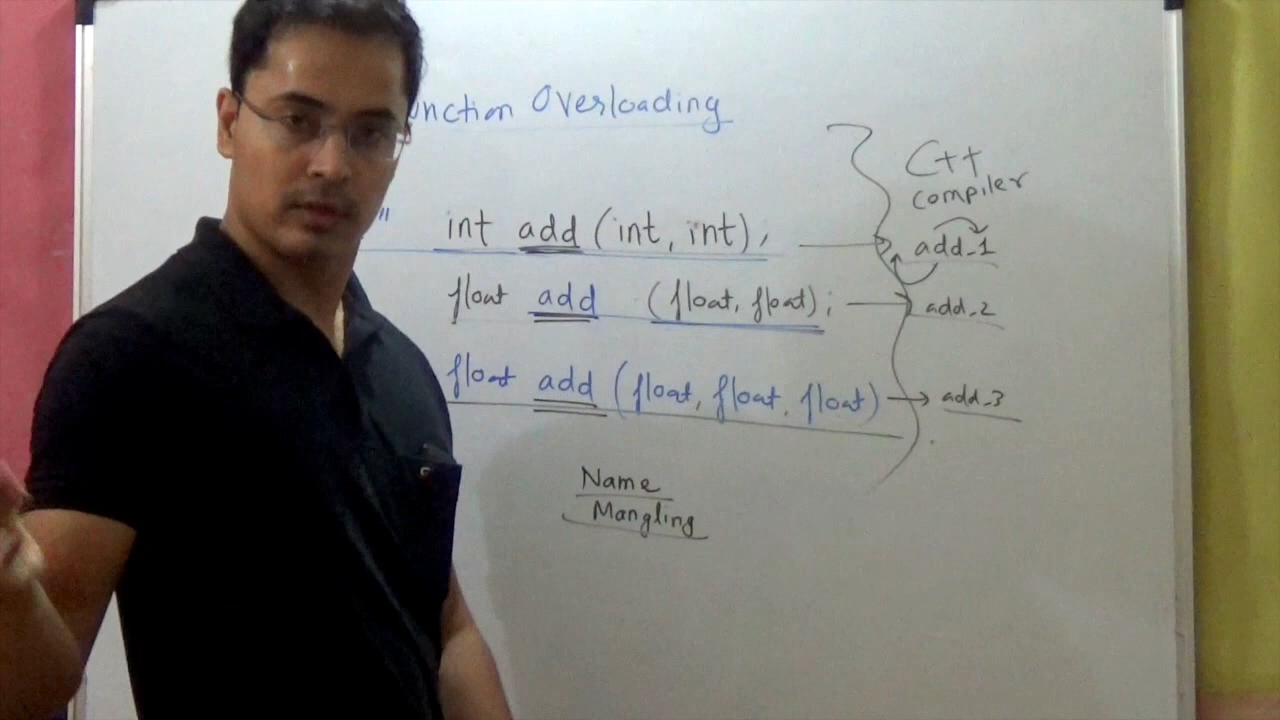 unction Overloading
C++
compiler
" int add (int, int);
add_1
float add (float, float);
add_2
float add (float, float, float)
add_3
Name
Mangling